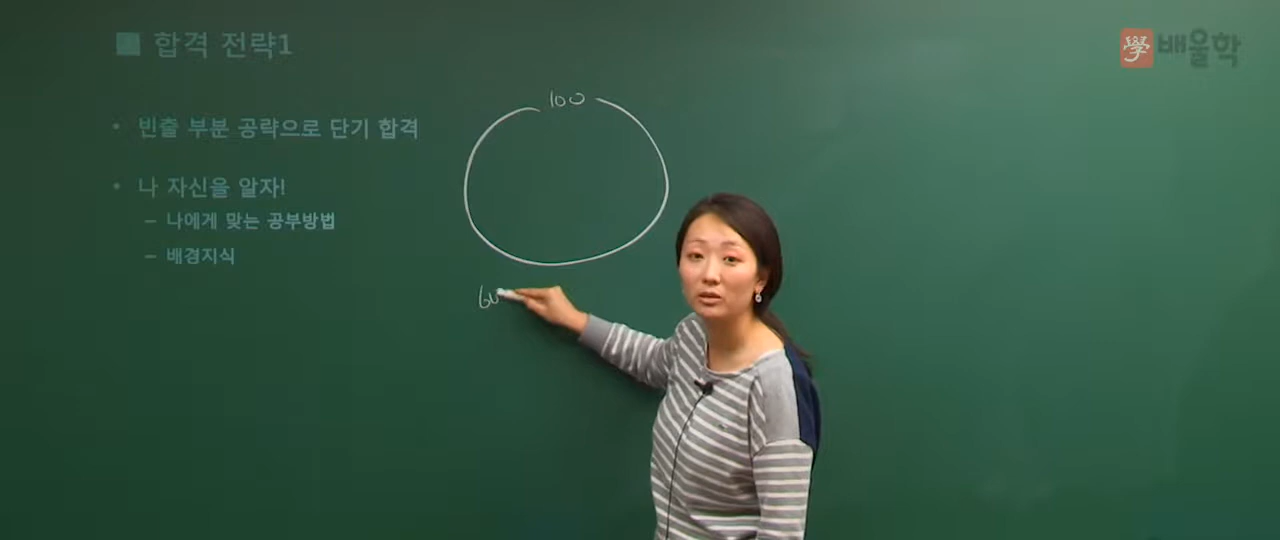 ■ 합격 전략1
學 배울학
• 빈출 부분 공략으로 단기 합격
• 나 자신을 알자!
– 나에게 맞는 공부방법
– 배경지식
100
60